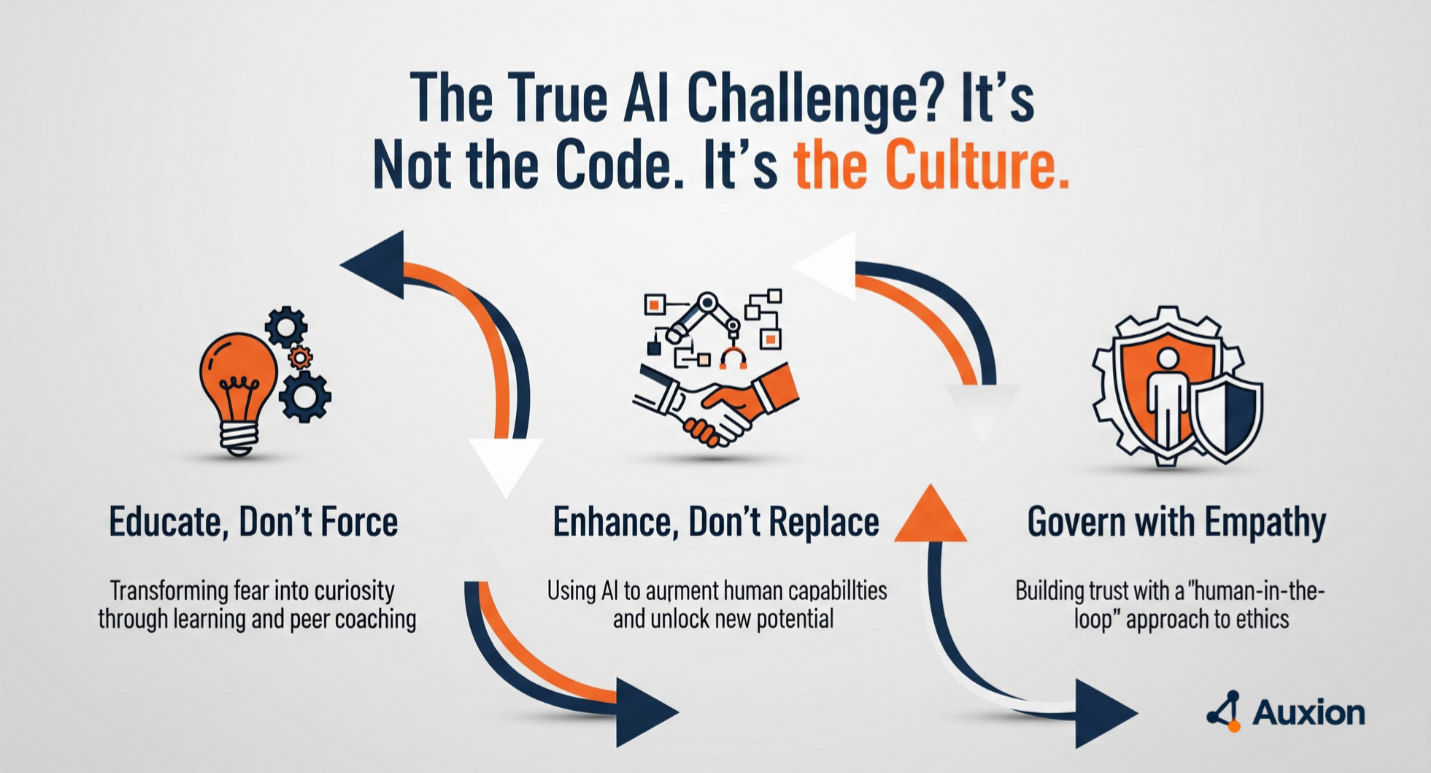 The True AI Challenge? It's
Not the Code. It's the Culture.
Educate, Don't Force
Transforming fear into curiosity
through learning and peer coaching
Enhance, Don't Replace
Using AI to aurment human capabillties
and unlock new potential
Govern with Empathy
Building trust with a "human-in-the-
loop" approach to ethics
Auxion